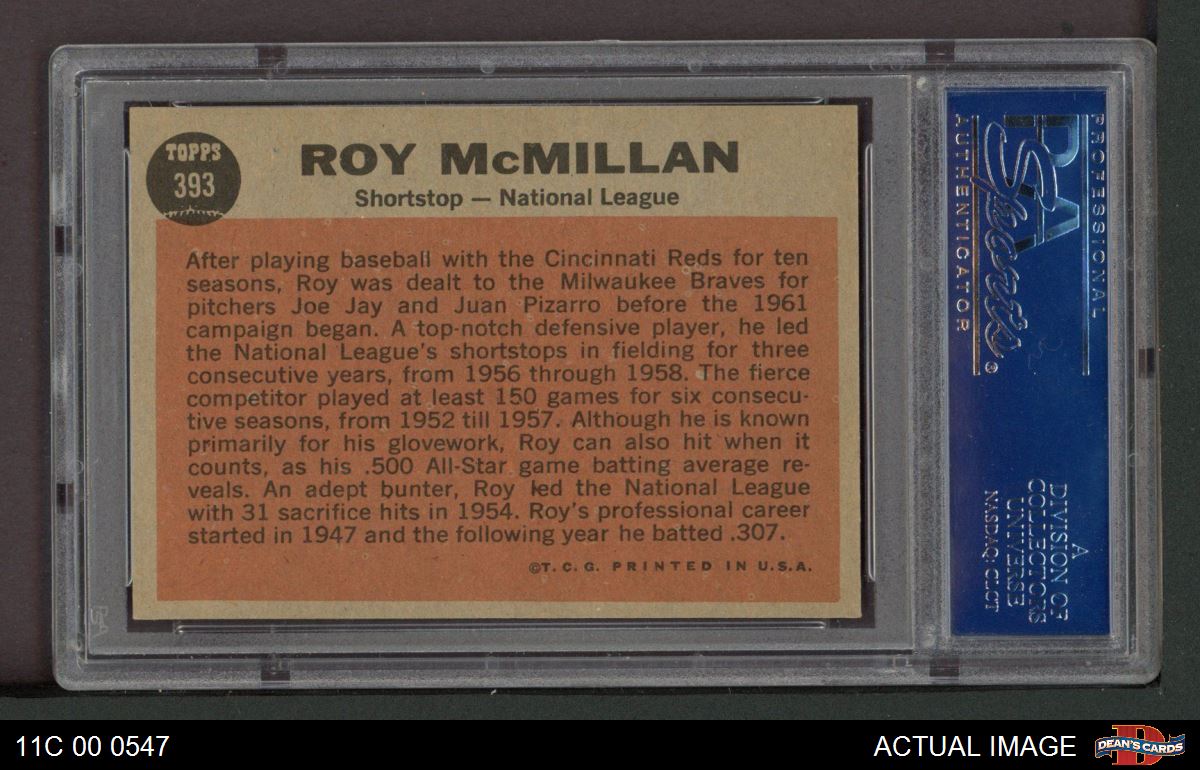 TOPPS
393
ROY McMILLAN
Shortstop — National League
After playing baseball with the Cincinnati Reds for ten
seasons, Roy was dealt to the Milwaukee Braves for
pitchers Joe Jay and Juan Pizarro before the 1961
campaign began. A top-notch defensive player, he led
the National League's shortstops in fielding for three
consecutive years, from 1956 through 1958. The fierce
competitor played at least 150 games for six consecu-
tive seasons, from 1952 till 1957. Although he is known
primarily for his glovework, Roy can also hit when it
counts, as his .500 All-Star game batting average re-
veals. An adept bunter, Roy led the National League
with 31 sacrifice hits in 1954. Roy's professional career
started in 1947 and the following year he batted .307.
©T. C. G. PRINTED IN U.S.A.
PROFESSIONAL
PSA
Sports®
AUTHENTICATOR
A
DIVISION OF
COLLECTORS
UNIVERSE
NASDAQ: CLCT
PSA
11C 00 0547
ACTUAL IMAGE
DEAN'S CARDS